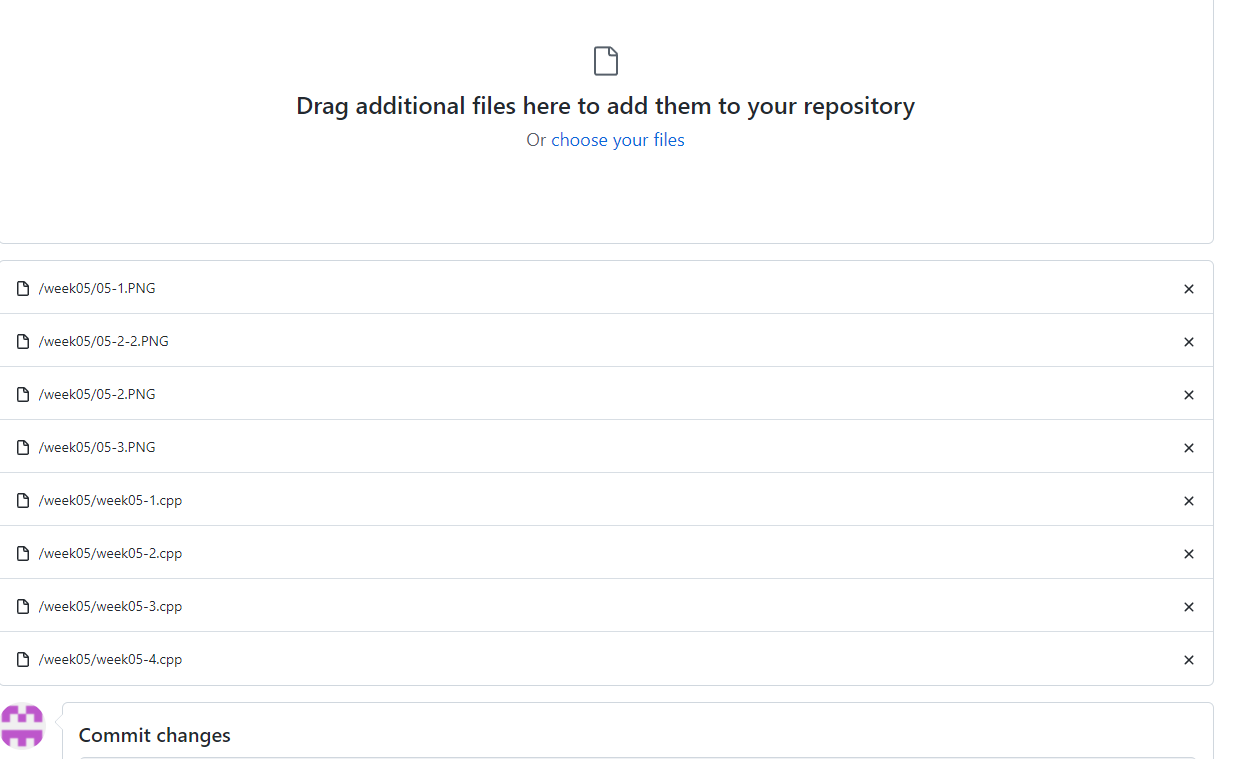 Drag additional files here to add them to your repository
Or choose your files
/week05/05-1.PNG
/week05/05-2-2.PNG
/week05/05-2.PNG
/week05/05-3.PNG
/week05/week05-1.cpp
/week05/week05-2.cpp
/week05/week05-3.cpp
/week05/week05-4.cpp
Commit changes